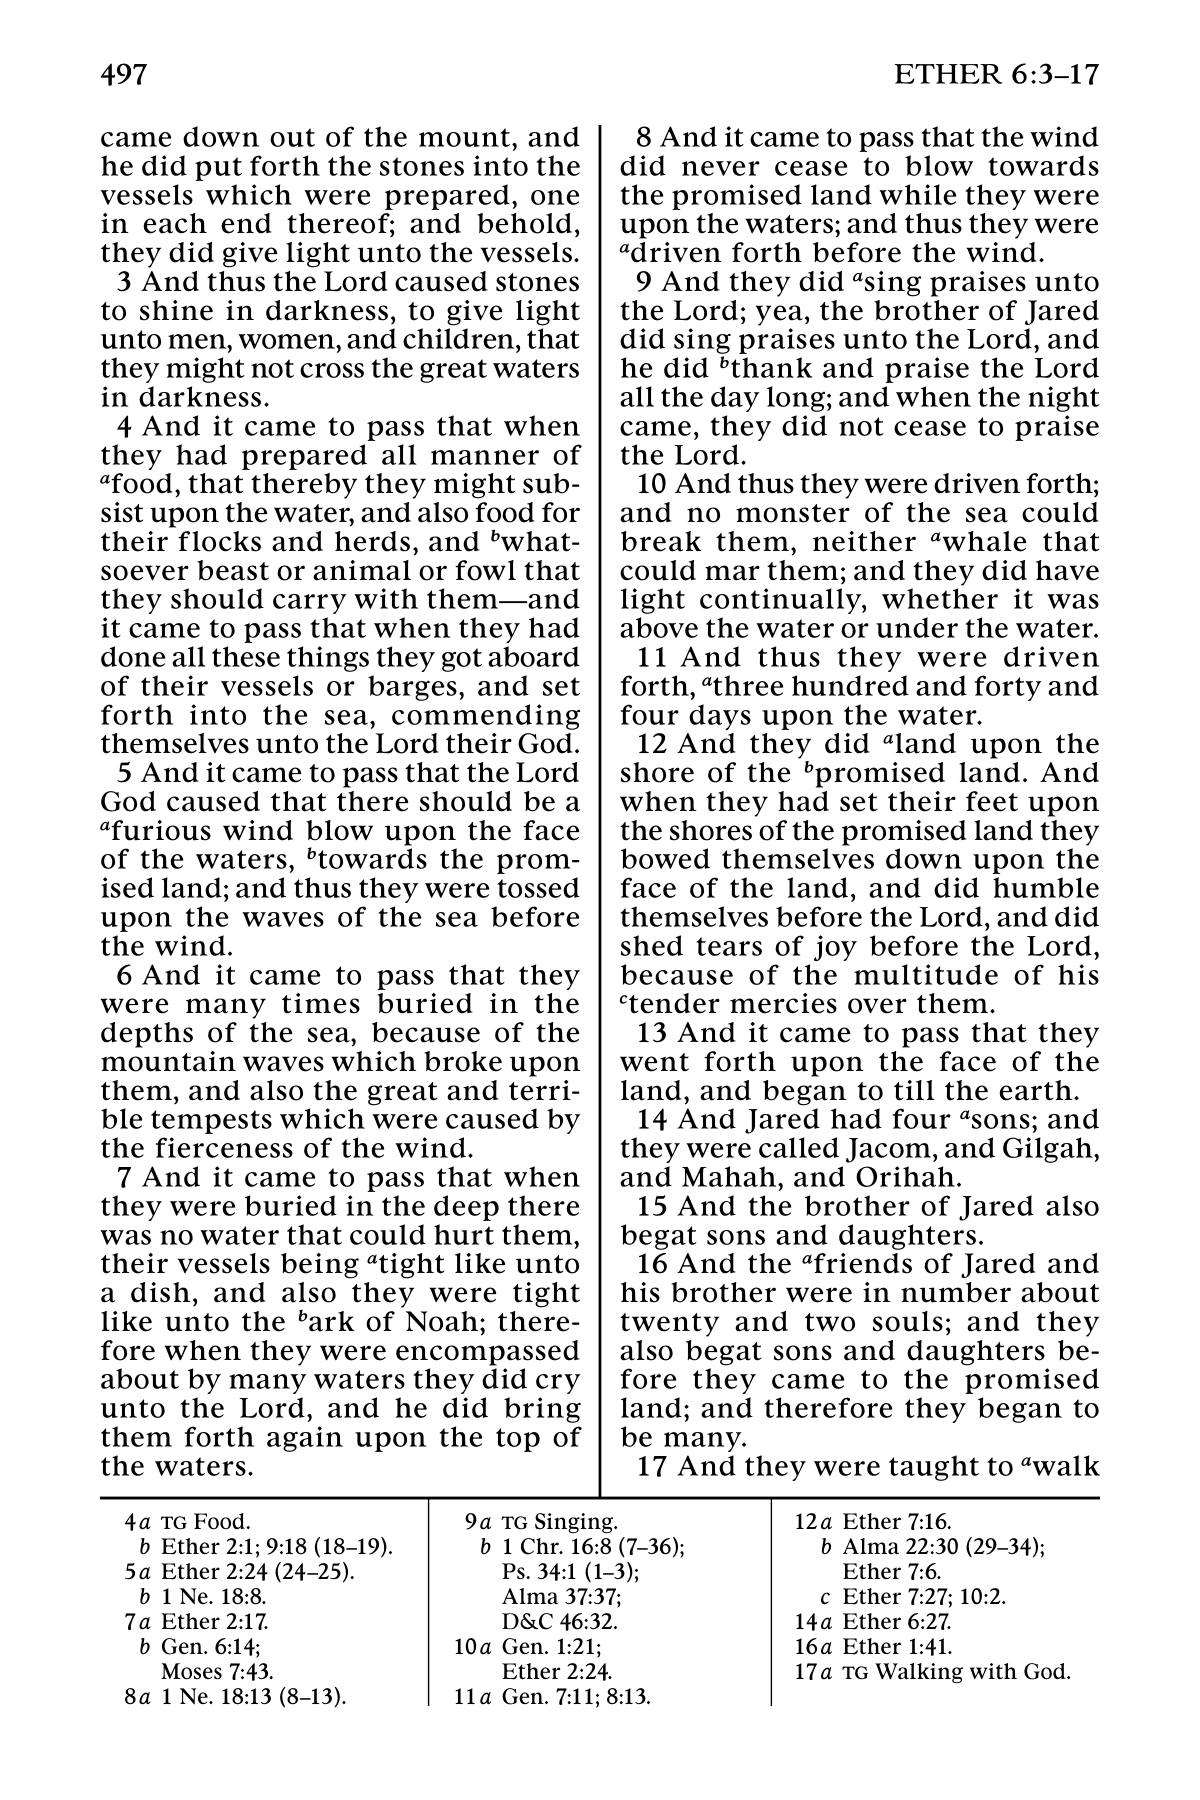 497
ETHER 6:3–17
came down out of the mount, and
he did put forth the stones into the
vessels which were prepared, one
in each end thereof; and behold,
they did give light unto the vessels.
3 And thus the Lord caused stones
to shine in darkness, to give light
unto men, women, and children, that
they might not cross the great waters
in darkness.
4 And it came to pass that when
they had prepared all manner of
afood, that thereby they might sub-
sist upon the water, and also food for
their flocks and herds, and bwhat-
soever beast or animal or fowl that
they should carry with them—and
it came to pass that when they had
done all these things they got aboard
of their vessels or barges, and set
forth into the sea, commending
themselves unto the Lord their God.
5 And it came to pass that the Lord
God caused that there should be a
afurious wind blow upon the face
of the waters, btowards the prom-
ised land; and thus they were tossed
upon the waves of the sea before
the wind.
6 And it came to pass that they
were many times buried in the
depths of the sea, because of the
mountain waves which broke upon
them, and also the great and terri-
ble tempests which were caused by
the fierceness of the wind.
7 And it came to pass that when
they were buried in the deep there
was no water that could hurt them,
their vessels being atight like unto
a dish, and also they were tight
like unto the bark of Noah; there-
fore when they were encompassed
about by many waters they did cry
unto the Lord, and he did bring
them forth again upon the top of
the waters.
8 And it came to pass that the wind
did never cease to blow towards
the promised land while they were
upon the waters; and thus they were
adriven forth before the wind.
9 And they did asing praises unto
the Lord; yea, the brother of Jared
did sing praises unto the Lord, and
he did bthank and praise the Lord
all the day long; and when the night
came, they did not cease to praise
the Lord.
10 And thus they were driven forth;
and no monster of the sea could
break them, neither awhale that
could mar them; and they did have
light continually, whether it was
above the water or under the water.
11 And thus they were driven
forth, athree hundred and forty and
four days upon the water.
12 And they did aland upon the
shore of the bpromised land. And
when they had set their feet upon
the shores of the promised land they
bowed themselves down upon the
face of the land, and did humble
themselves before the Lord, and did
shed tears of joy before the Lord,
because of the multitude of his
ctender mercies over them.
13 And it came to pass that they
went forth upon the face of the
land, and began to till the earth.
14 And Jared had four asons; and
they were called Jacom, and Gilgah,
and Mahah, and Orihah.
15 And the brother of Jared also
begat sons and daughters.
16 And the afriends of Jared and
his brother were in number about
twenty and two souls; and they
also begat sons and daughters be-
fore they came to the promised
land; and therefore they began to
be many.
17 And they were taught to awalk
4a TG Food.
b Ether 2:1; 9:18 (18–19).
5a Ether 2:24 (24–25).
b 1 Ne. 18:8.
7a Ether 2:17.
b Gen. 6:14;
Moses 7:43.
8a 1 Ne. 18:13 (8–13).
9a TG Singing.
b 1 Chr. 16:8 (7–36);
Ps. 34:1 (1–3);
Alma 37:37;
D&C 46:32.
10a Gen. 1:21;
Ether 2:24.
11a Gen. 7:11; 8:13.
12a Ether 7:16.
b Alma 22:30 (29–34);
Ether 7:6.
c Ether 7:27; 10:2.
14a Ether 6:27.
16a Ether 1:41.
17a TG Walking with God.